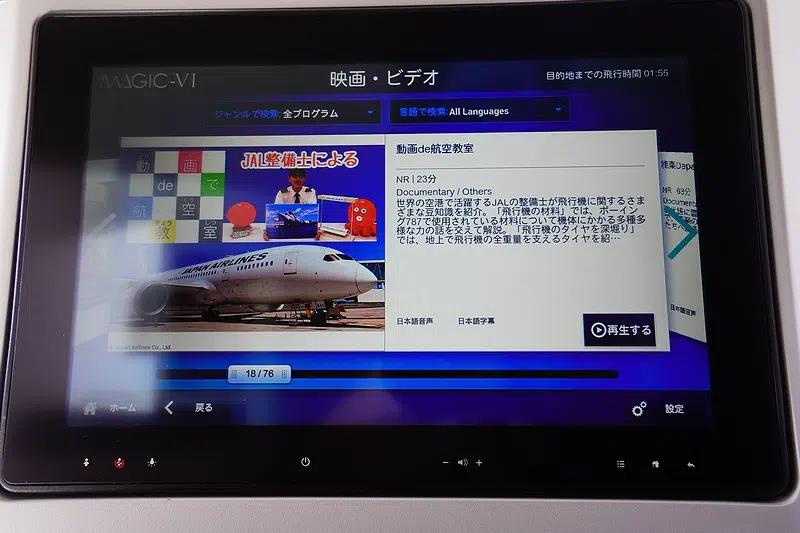 MAGIC-VI
映画・ビデオ
目的地までの飛行時間 01:55
ジャンルで検索: 全プログラム
言語で検索: All Languages
動 画
de で
航 空
きょう しつ
教 室
JAL整備士による
JAPAN AIRLINES
Japan Airlines Co., Ltd.
動画de航空教室
NR | 23分
Documentary / Others
世界の空港で活躍するJALの整備士が飛行機に関するさま
ざまな豆知識を紹介。「飛行機の材料」では、ボーイン
グ787で使用されている材料について機体にかかる多種多
様な力の話を交えて解説。「飛行機のタイヤを深堀り」
では、地上で飛行機の全重量を支えるタイヤを紹…
日本語音声 日本語字幕
再生する
NR 63分
日本語音声
18 / 76
ホーム
戻る
設定